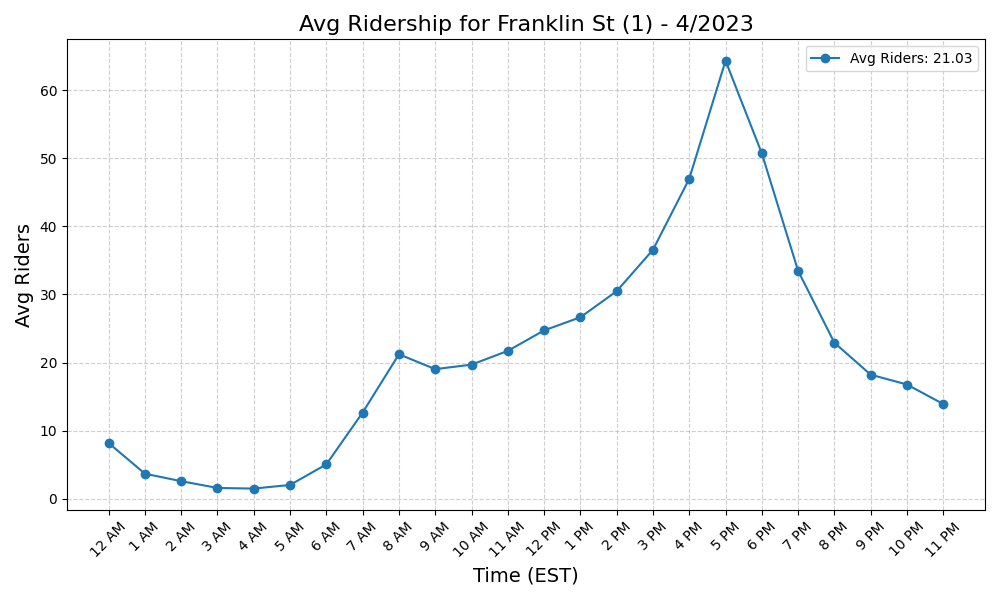 Avg Ridership for Franklin St (1) - 4/2023
Avg Riders: 21.03
Avg Riders
60
50
40
30
20
10
0
12 AM
1 AM
2 AM
3 AM
4 AM
5 AM
6 AM
7 AM
8 AM
9 AM
10 AM
11 AM
12 PM
1 PM
2 PM
3 PM
4 PM
5 PM
6 PM
7 PM
8 PM
9 PM
10 PM
11 PM
Time (EST)